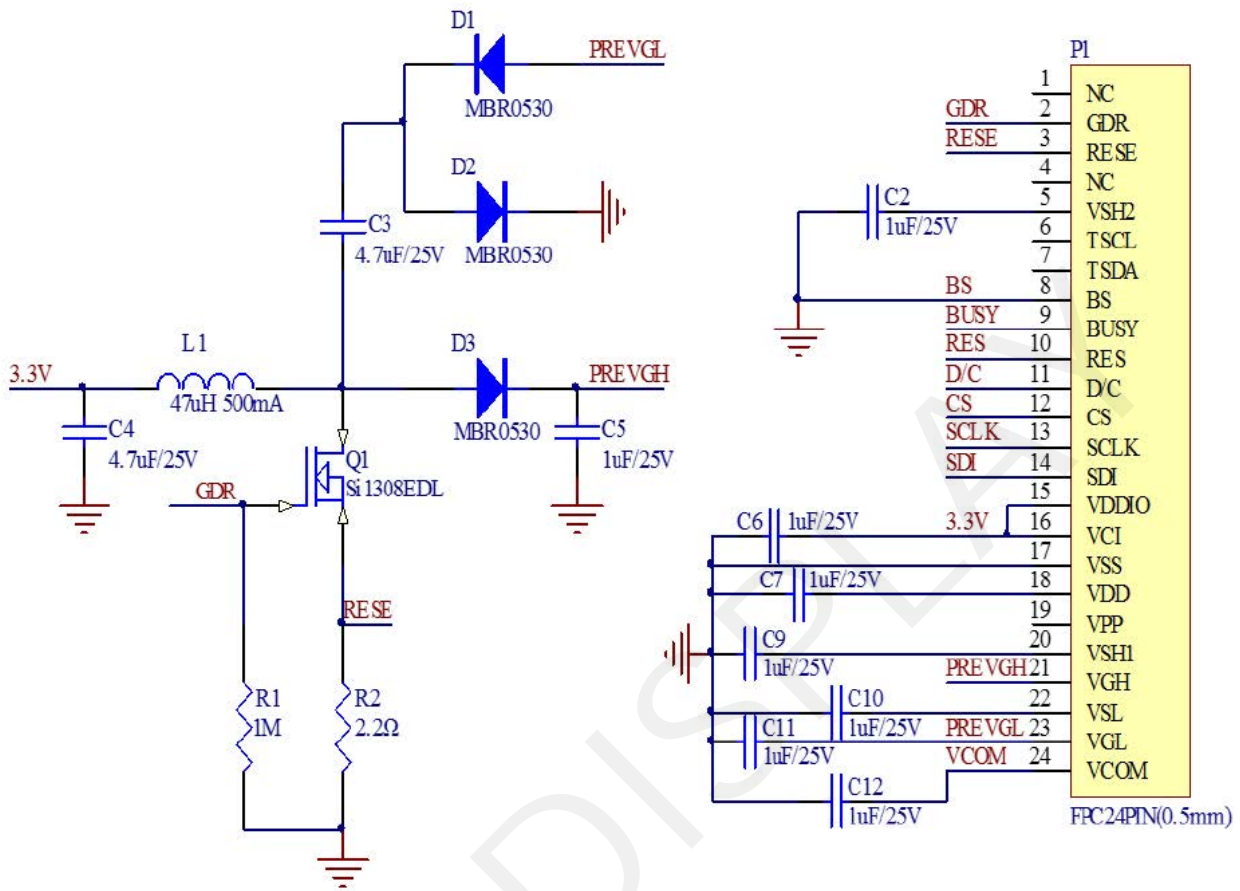 D1
PREVGL
MBR0530
D2
MBR0530
C3
4.7uF/25V
L1
3.3V
47uH 500mA
D3
MBR0530
PREVGH
C4
4.7uF/25V
C5
1uF/25V
Q1
Si1308EDL
GDR
RESE
R1
1M
R2
2.2Ω
P1
1 NC
GDR 2 GDR
RESE 3 RESE
4 NC
C2
1uF/25V
5 VSH2
6 TSCL
7 TSDA
BS 8 BS
BUSY 9 BUSY
RES 10 RES
D/C 11 D/C
CS 12 CS
SCLK 13 SCLK
SDI 14 SDI
15 VDDIO
C6 1uF/25V 3.3V 16 VCI
17 VSS
C7 1uF/25V 18 VDD
19 VPP
C9
1uF/25V
20 VSH1
PREVGH 21 VGH
C10
1uF/25V
22 VSL
C11
1uF/25V
PREVGL 23 VGL
VCOM 24 VCOM
C12
1uF/25V
FPC24PIN(0.5mm)
DISPLAY